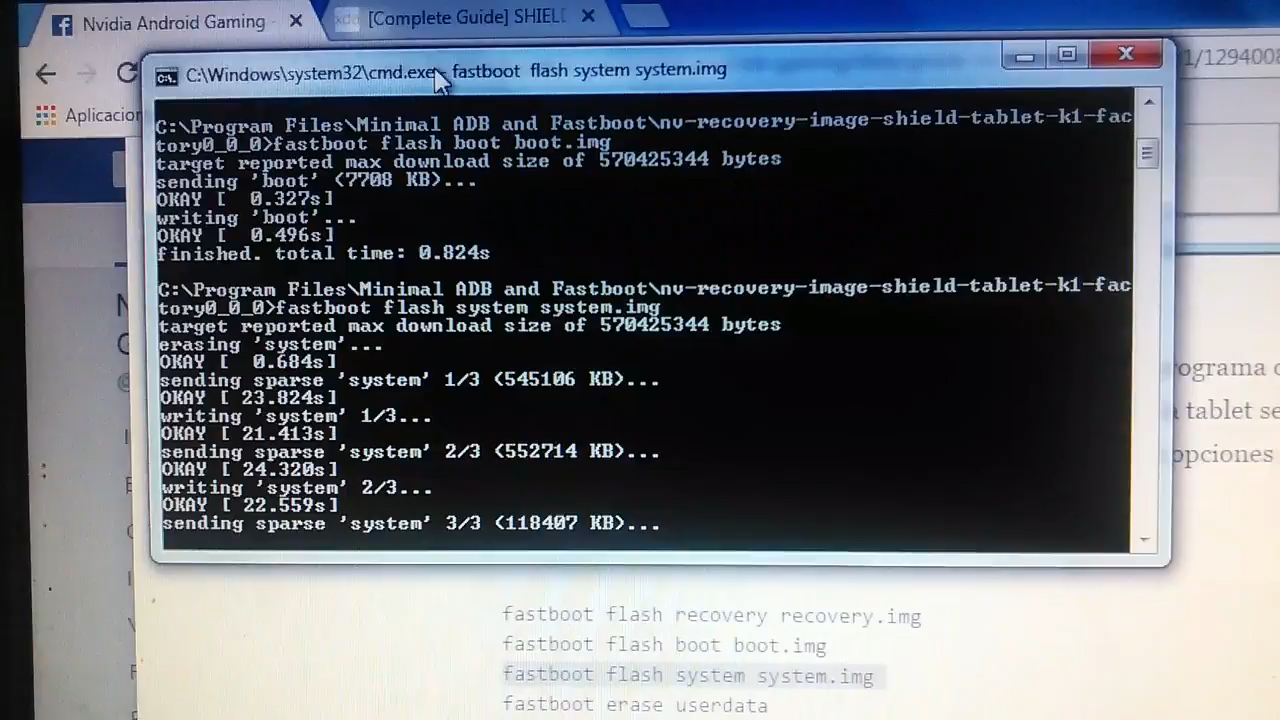 Nvidia Android Gaming
[Complete Guide] SHIEL
1/129400
Aplicacion
C:\Windows\system32\cmd.exe - fastboot flash system system.img
C:\Program Files\Minimal ADB and Fastboot\nv-recovery-image-shield-tablet-k1-fac
tory0_0_0>fastboot flash boot boot.img
target reported max download size of 570425344 bytes
sending 'boot' (7708 KB)...
OKAY [  0.327s]
writing 'boot'...
OKAY [  0.496s]
finished. total time: 0.824s
C:\Program Files\Minimal ADB and Fastboot\nv-recovery-image-shield-tablet-k1-fac
tory0_0_0>fastboot flash system system.img
target reported max download size of 570425344 bytes
erasing 'system'...
OKAY [  0.684s]
sending sparse 'system' 1/3 (545106 KB)...
OKAY [ 23.824s]
writing 'system' 1/3...
OKAY [ 21.413s]
sending sparse 'system' 2/3 (552714 KB)...
OKAY [ 24.320s]
writing 'system' 2/3...
OKAY [ 22.559s]
sending sparse 'system' 3/3 (118407 KB)...
rograma
tablet se
opciones
fastboot flash recovery recovery.img
fastboot flash boot boot.img
fastboot flash system system.img
fastboot erase userdata